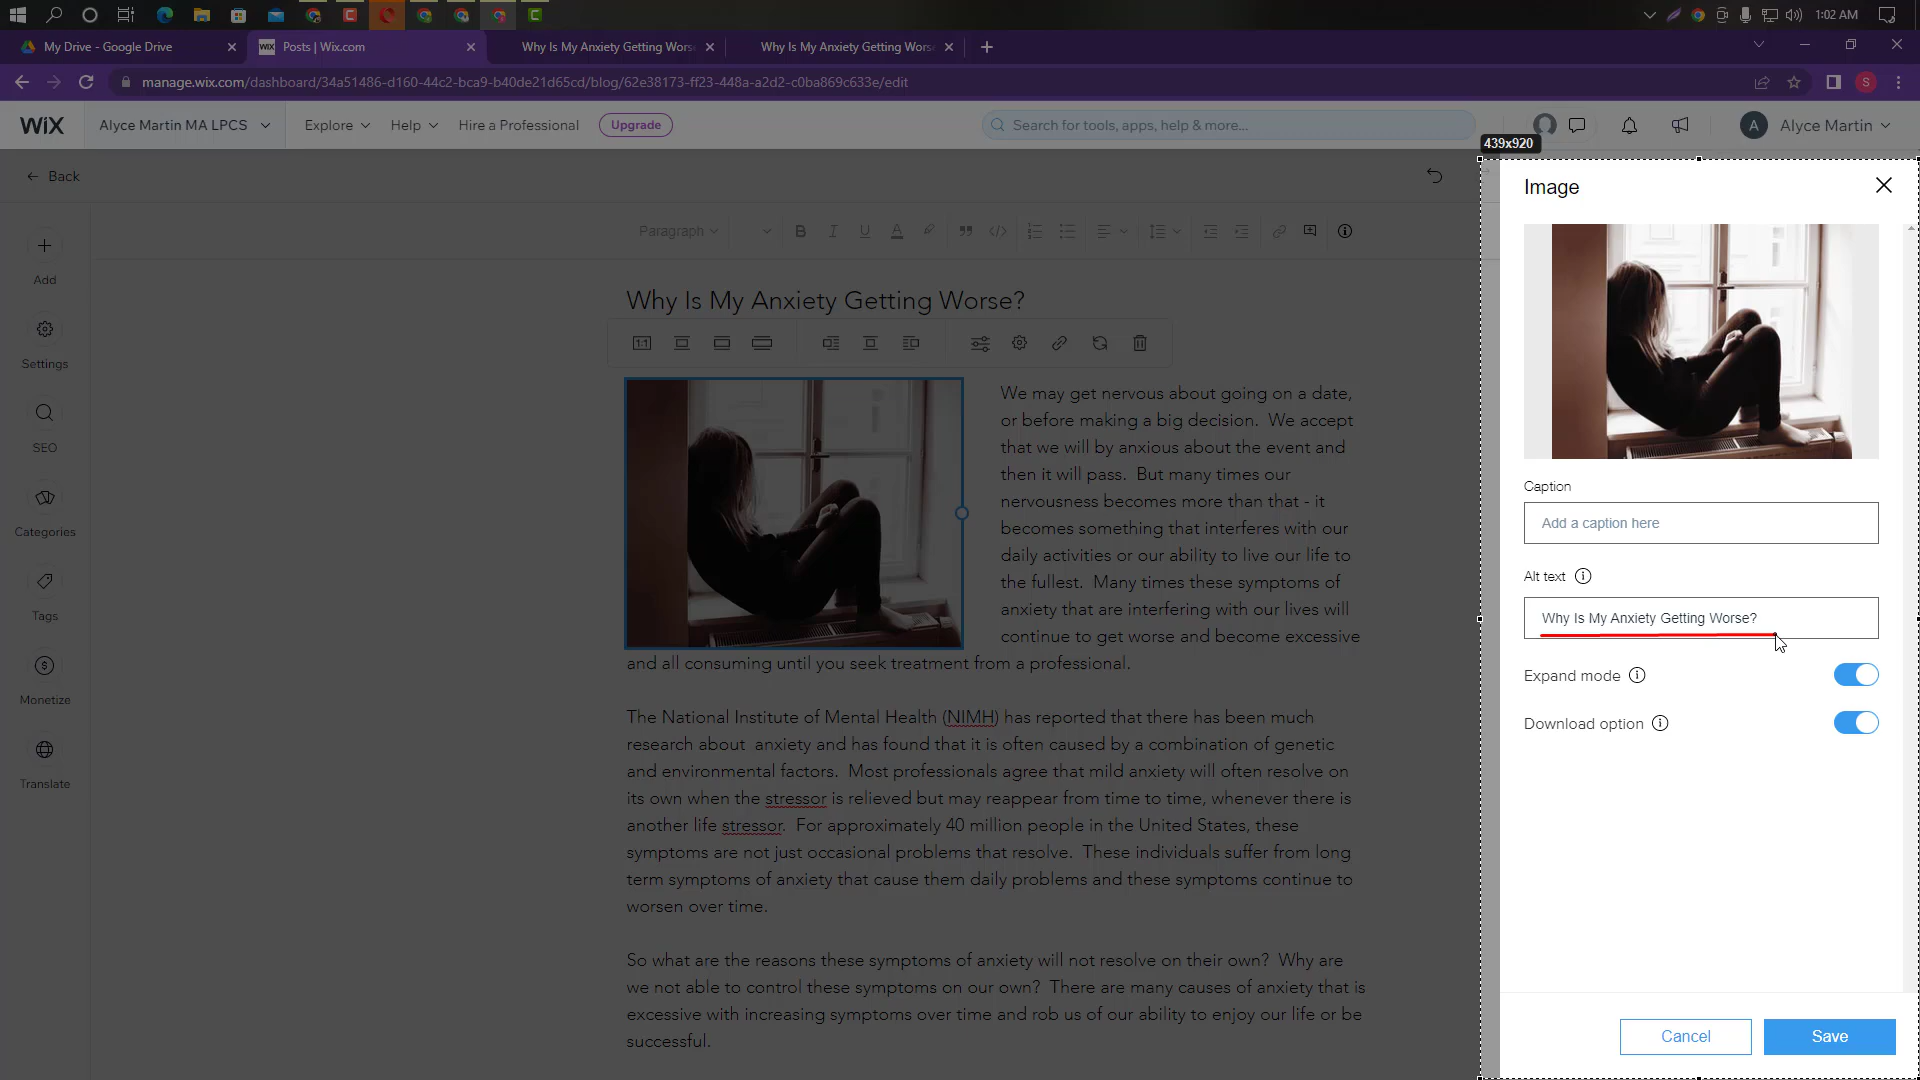 1:02 AM
My Drive - Google Drive
WiX Posts | Wix.com
Why Is My Anxiety Getting Wors
Why Is My Anxiety Getting Wors
manage.wix.com/dashboard/34a51486-d160-44c2-bca9-b40de21d65cd/blog/62e38173-ff23-448a-a2d2-c0ba869c633e/edit
S
WiX
Alyce Martin MA LPCS
Explore
Help
Hire a Professional
Upgrade
Search for tools, apps, help & more...
A
Alyce Martin
439x920
Back
Paragraph
Add
Settings
SEO
Categories
Tags
Monetize
Translate
Why Is My Anxiety Getting Worse?
We may get nervous about going on a date,
or before making a big decision.  We accept
that we will by anxious about the event and
then it will pass.  But many times our
nervousness becomes more than that - it
becomes something that interferes with our
daily activities or our ability to live our life to
the fullest.  Many times these symptoms of
anxiety that are interfering with our lives will
continue to get worse and become excessive
and all consuming until you seek treatment from a professional.
The National Institute of Mental Health (NIMH) has reported that there has been much
research about  anxiety and has found that it is often caused by a combination of genetic
and environmental factors.  Most professionals agree that mild anxiety will often resolve on
its own when the stressor is relieved but may reappear from time to time, whenever there is
another life stressor.  For approximately 40 million people in the United States, these
symptoms are not just occasional problems that resolve.  These individuals suffer from long
term symptoms of anxiety that cause them daily problems and these symptoms continue to
worsen over time.
So what are the reasons these symptoms of anxiety will not resolve on their own?  Why are
we not able to control these symptoms on our own?  There are many causes of anxiety that is
excessive with increasing symptoms over time and rob us of our ability to enjoy our life or be
successful.
Image
Caption
Add a caption here
Alt text
Why Is My Anxiety Getting Worse?
Expand mode
Download option
Cancel
Save